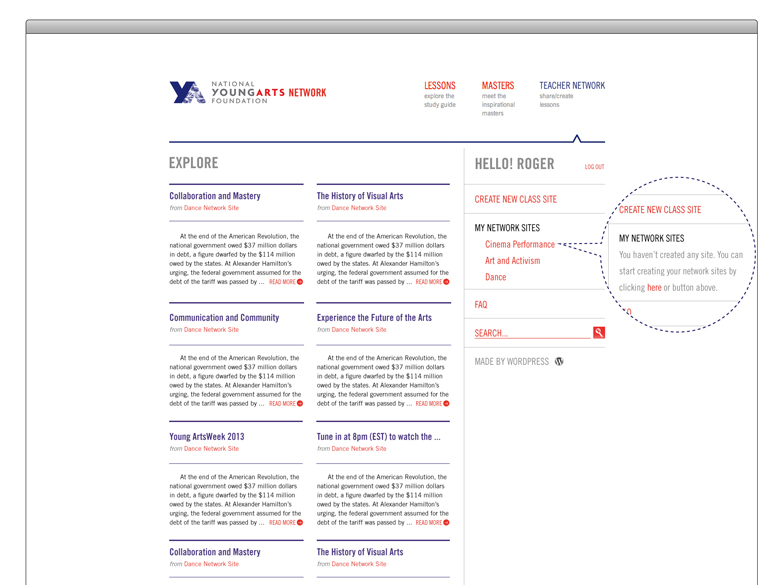 NATIONAL
YOUNGARTS NETWORK
FOUNDATION
LESSONS
explore the
study guide
MASTERS
meet the
inspirational
masters
TEACHER NETWORK
share/create
lessons
EXPLORE
Collaboration and Mastery
from Dance Network Site
At the end of the American Revolution, the
national government owed $37 million dollars
in debt, a figure dwarfed by the $114 million
owed by the states. At Alexander Hamilton's
urging, the federal government assumed for the
debt of the tariff was passed by ... READ MORE
The History of Visual Arts
from Dance Network Site
At the end of the American Revolution, the
national government owed $37 million dollars
in debt, a figure dwarfed by the $114 million
owed by the states. At Alexander Hamilton's
urging, the federal government assumed for the
debt of the tariff was passed by ... READ MORE
Communication and Community
from Dance Network Site
At the end of the American Revolution, the
national government owed $37 million dollars
in debt, a figure dwarfed by the $114 million
owed by the states. At Alexander Hamilton's
urging, the federal government assumed for the
debt of the tariff was passed by ... READ MORE
Experience the Future of the Arts
from Dance Network Site
At the end of the American Revolution, the
national government owed $37 million dollars
in debt, a figure dwarfed by the $114 million
owed by the states. At Alexander Hamilton's
urging, the federal government assumed for the
debt of the tariff was passed by ... READ MORE
Young ArtsWeek 2013
from Dance Network Site
At the end of the American Revolution, the
national government owed $37 million dollars
in debt, a figure dwarfed by the $114 million
owed by the states. At Alexander Hamilton's
urging, the federal government assumed for the
debt of the tariff was passed by ... READ MORE
Tune in at 8pm (EST) to watch the ...
from Dance Network Site
At the end of the American Revolution, the
national government owed $37 million dollars
in debt, a figure dwarfed by the $114 million
owed by the states. At Alexander Hamilton's
urging, the federal government assumed for the
debt of the tariff was passed by ... READ MORE
Collaboration and Mastery
from Dance Network Site
The History of Visual Arts
from Dance Network Site
HELLO! ROGER
LOG OUT
CREATE NEW CLASS SITE
MY NETWORK SITES
Cinema Performance
Art and Activism
Dance
FAQ
SEARCH...
MADE BY WORDPRESS
CREATE NEW CLASS SITE
MY NETWORK SITES
You haven't created any site. You can
start creating your network sites by
clicking here or button above.